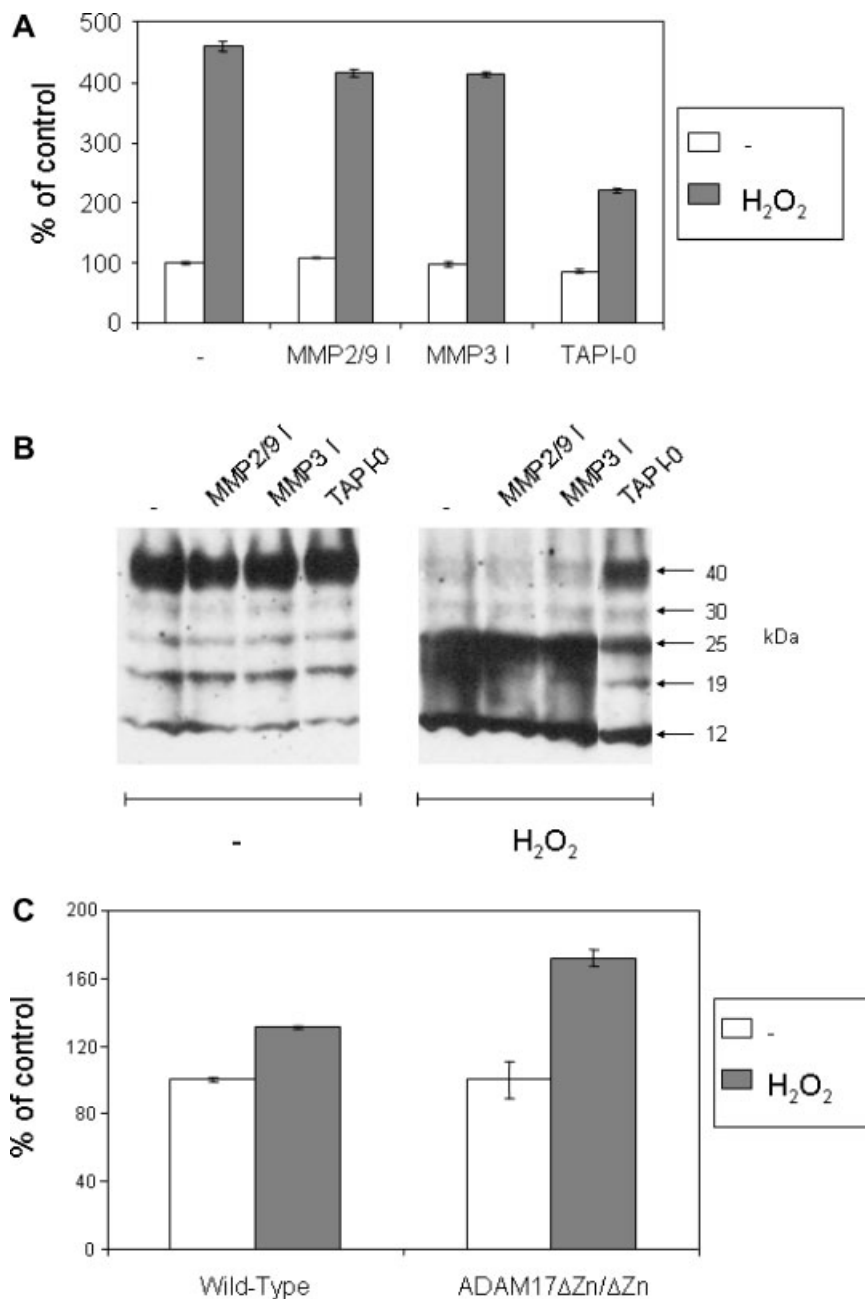 A
% of control
500
400
300
200
100
0
-
MMP2/9 I
MMP3 I
TAPI-0
-
H₂O₂
B
-
MMP2/9 I
MMP3 I
TAPI-0
-
MMP2/9 I
MMP3 I
TAPI-0
40
30
25
19
12
kDa
-
H₂O₂
C
% of control
200
160
120
80
40
0
Wild-Type
ADAM17ΔZn/ΔZn
-
H₂O₂